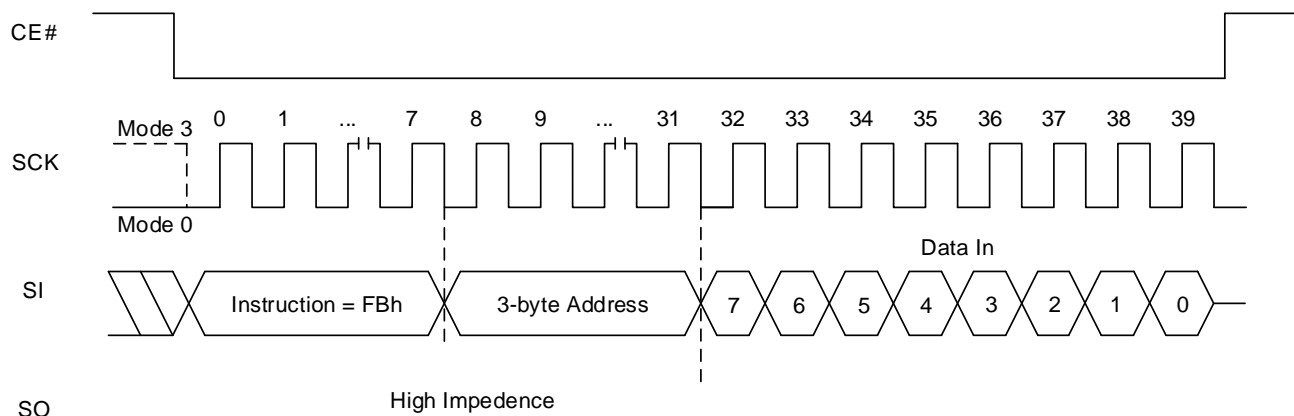 CE#
Mode 3
0 1 ... 7 8 9 ... 31 32 33 34 35 36 37 38 39
SCK
Mode 0
Data In
SI
Instruction = FBh
3-byte Address
7 6 5 4 3 2 1 0
High Impedence
SO